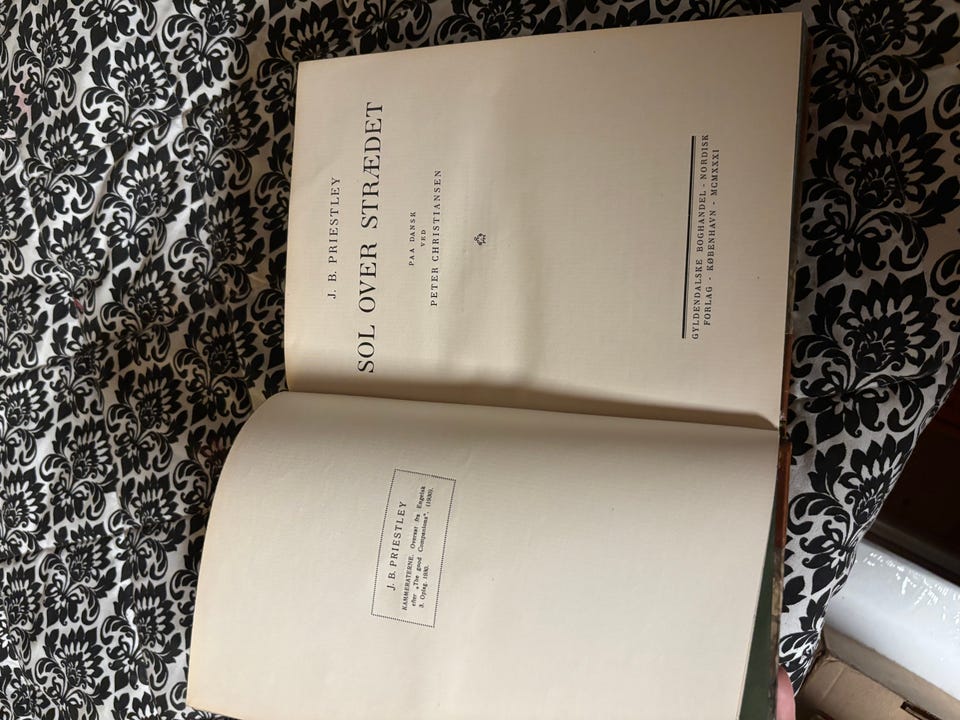 J. B. PRIESTLEY
KAMMERATERNE. Oversat fra Engelsk
efter „The good Companions“. (1930).
3. Oplag. 1930.
J. B. PRIESTLEY
SOL OVER STRÆDET
PAA DANSK
VED
PETER CHRISTIANSEN
GYLDENDALSKE BOGHANDEL - NORDISK
FORLAG - KØBENHAVN - MCMXXXI